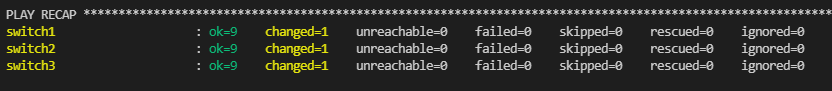 PLAY RECAP *********************************************************************************************************
switch1 : ok=9 changed=1 unreachable=0 failed=0 skipped=0 rescued=0 ignored=0
switch2 : ok=9 changed=1 unreachable=0 failed=0 skipped=0 rescued=0 ignored=0
switch3 : ok=9 changed=1 unreachable=0 failed=0 skipped=0 rescued=0 ignored=0